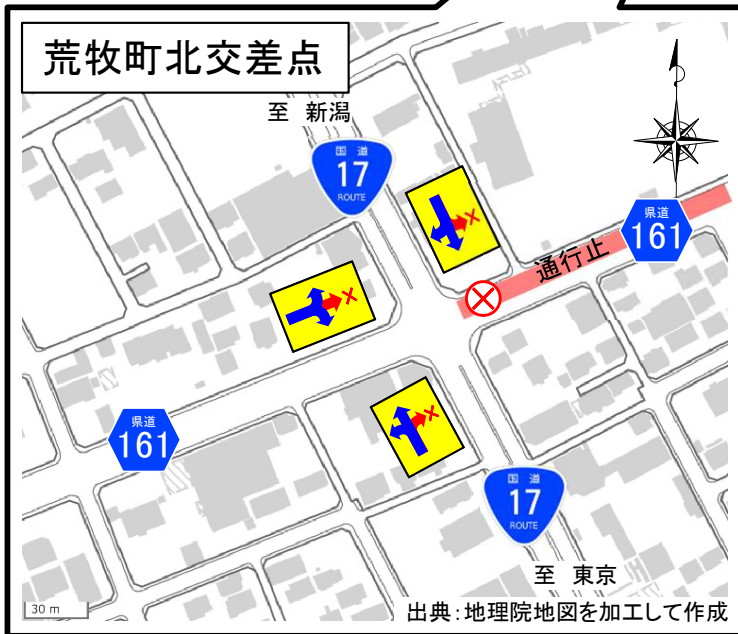 荒牧町北交差点
至 新潟
国道
17
ROUTE
県道
161
通行止
県道
161
国道
17
ROUTE
至 東京
30 m
出典:地理院地図を加工して作成